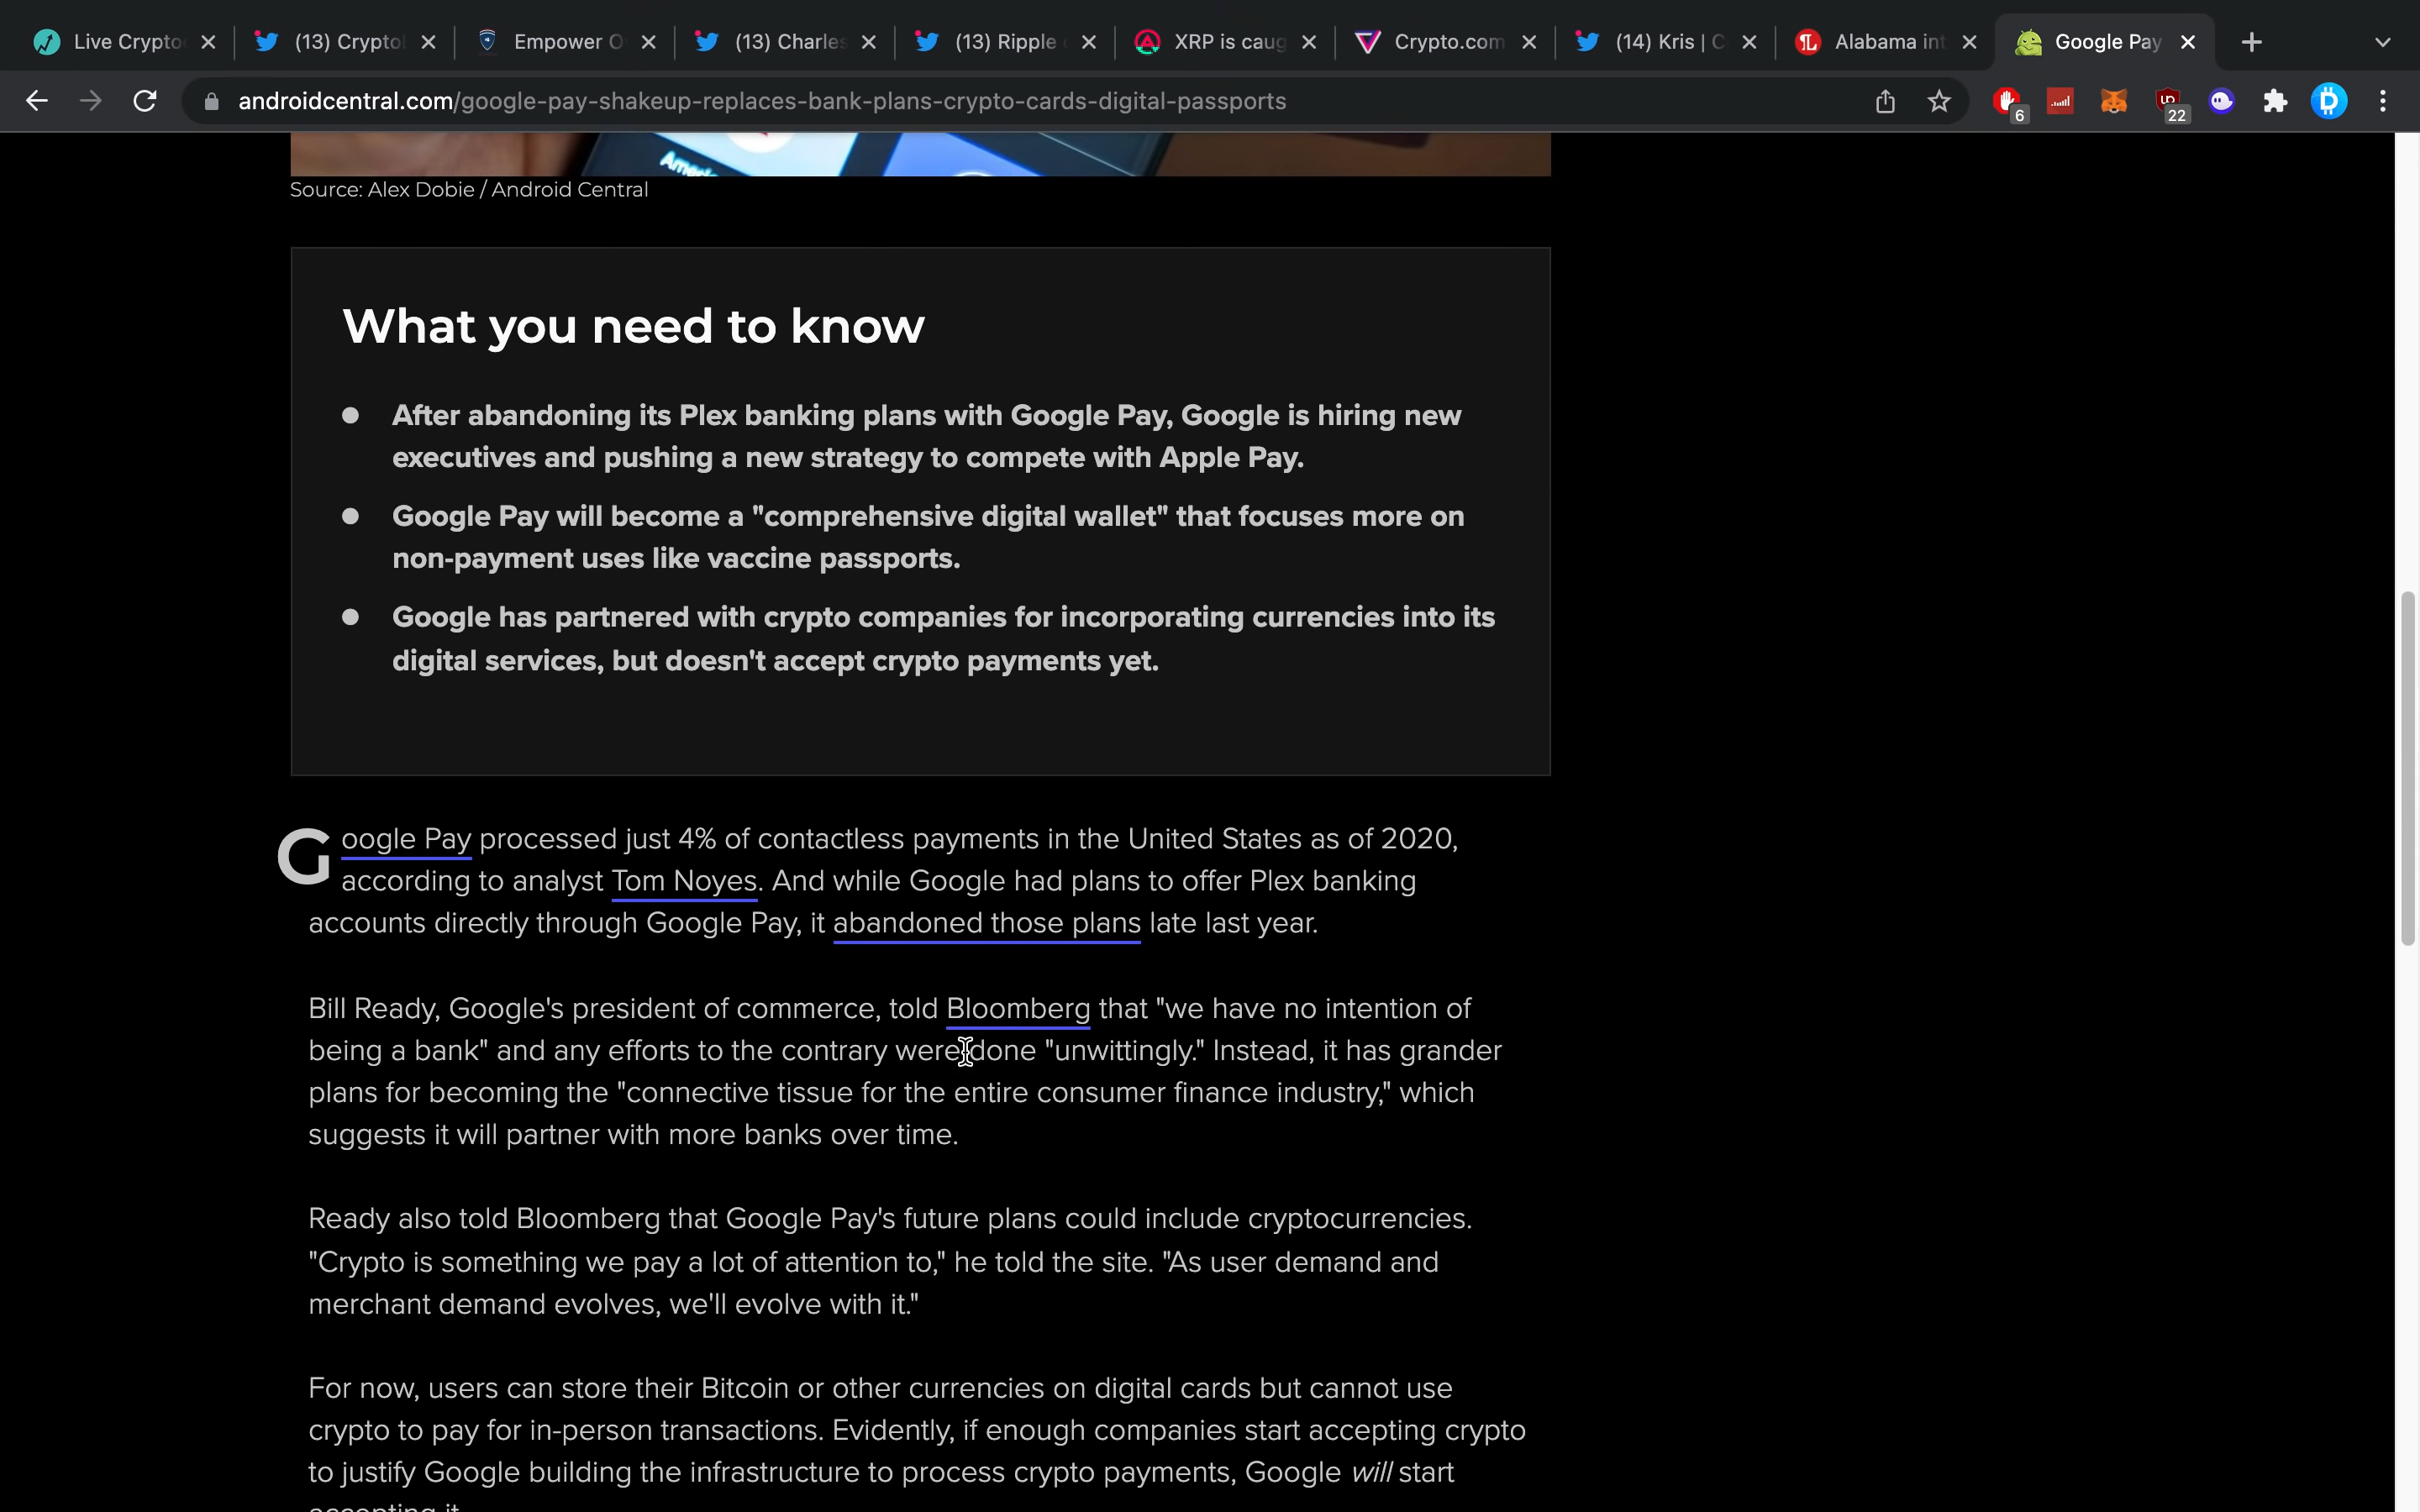 Live Crypto
(13) Crypto
Empower O
(13) Charles
(13) Ripple
XRP is caug
Crypto.com
(14) Kris | C
Alabama int
Google Pay
androidcentral.com/google-pay-shakeup-replaces-bank-plans-crypto-cards-digital-passports
6
22
Source: Alex Dobie / Android Central
What you need to know
After abandoning its Plex banking plans with Google Pay, Google is hiring new
executives and pushing a new strategy to compete with Apple Pay.
Google Pay will become a "comprehensive digital wallet" that focuses more on
non-payment uses like vaccine passports.
Google has partnered with crypto companies for incorporating currencies into its
digital services, but doesn't accept crypto payments yet.
Google Pay processed just 4% of contactless payments in the United States as of 2020,
according to analyst Tom Noyes. And while Google had plans to offer Plex banking
accounts directly through Google Pay, it abandoned those plans late last year.
Bill Ready, Google's president of commerce, told Bloomberg that "we have no intention of
being a bank" and any efforts to the contrary were done "unwittingly." Instead, it has grander
plans for becoming the "connective tissue for the entire consumer finance industry," which
suggests it will partner with more banks over time.
Ready also told Bloomberg that Google Pay's future plans could include cryptocurrencies.
"Crypto is something we pay a lot of attention to," he told the site. "As user demand and
merchant demand evolves, we'll evolve with it."
For now, users can store their Bitcoin or other currencies on digital cards but cannot use
crypto to pay for in-person transactions. Evidently, if enough companies start accepting crypto
to justify Google building the infrastructure to process crypto payments, Google will start
accepting it.